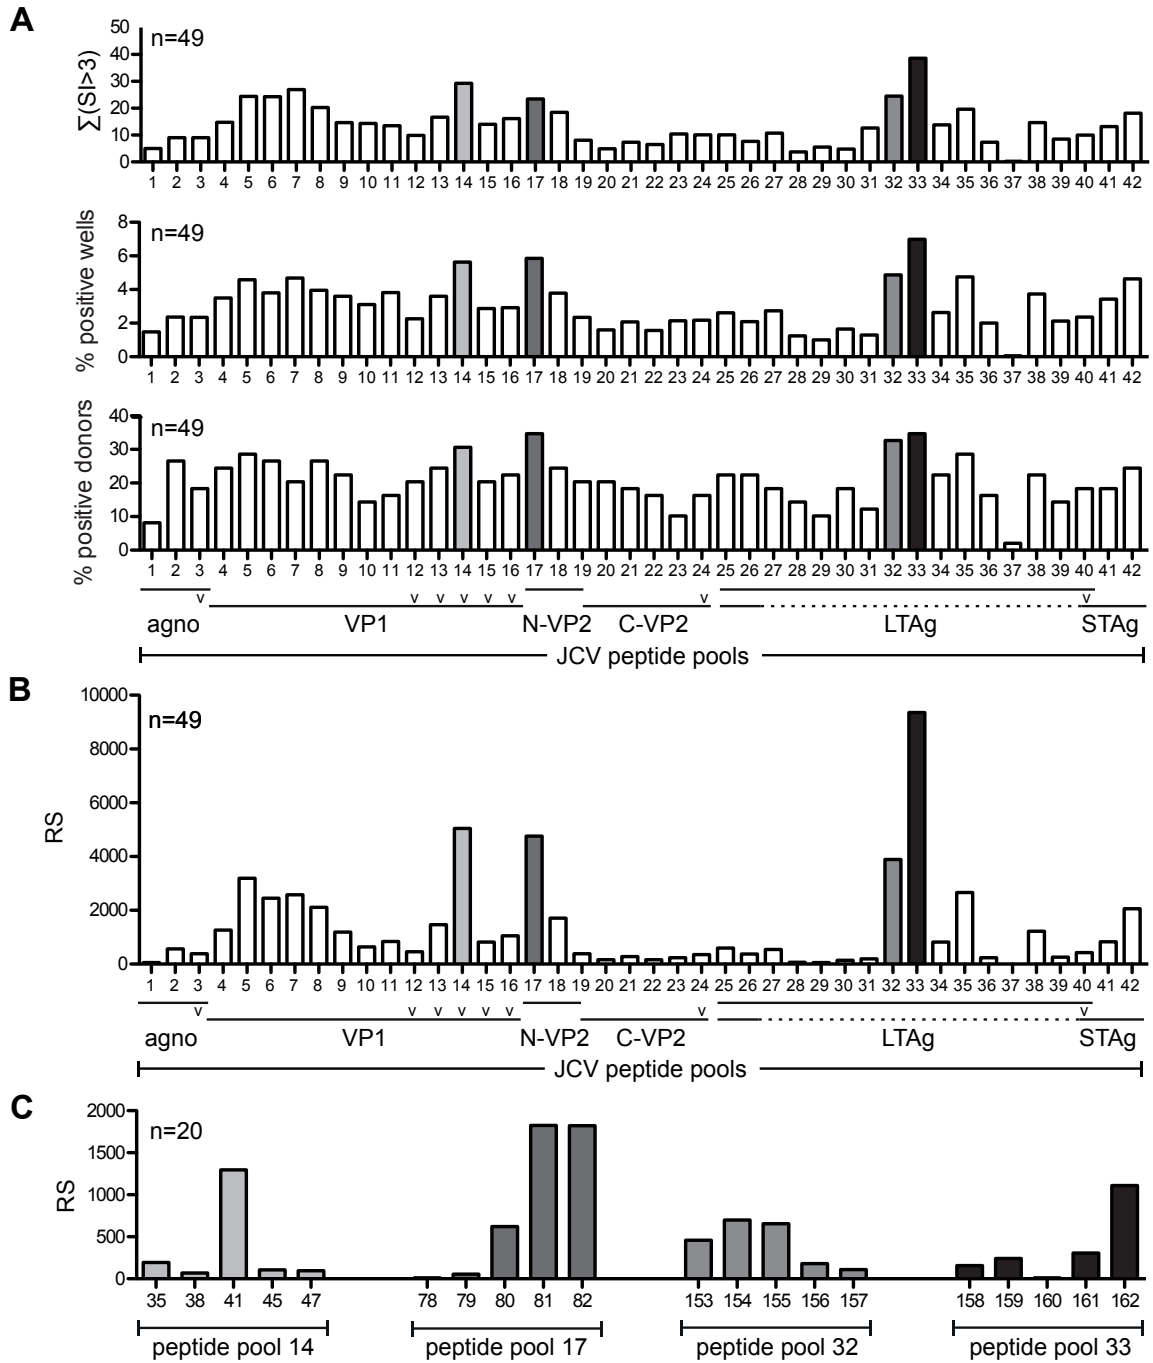 A
∑(SI>3)
n=49
50
40
30
20
10
0
1 2 3 4 5 6 7 8 9 10 11 12 13 14 15 16 17 18 19 20 21 22 23 24 25 26 27 28 29 30 31 32 33 34 35 36 37 38 39 40 41 42
% positive wells
n=49
8
6
4
2
0
1 2 3 4 5 6 7 8 9 10 11 12 13 14 15 16 17 18 19 20 21 22 23 24 25 26 27 28 29 30 31 32 33 34 35 36 37 38 39 40 41 42
% positive donors
n=49
40
30
20
10
0
1 2 3 4 5 6 7 8 9 10 11 12 13 14 15 16 17 18 19 20 21 22 23 24 25 26 27 28 29 30 31 32 33 34 35 36 37 38 39 40 41 42
v v v v v v v v
agno VP1 N-VP2 C-VP2 LTAg STAg
JCV peptide pools
B
RS
n=49
10000
8000
6000
4000
2000
0
1 2 3 4 5 6 7 8 9 10 11 12 13 14 15 16 17 18 19 20 21 22 23 24 25 26 27 28 29 30 31 32 33 34 35 36 37 38 39 40 41 42
v v v v v v v v
agno VP1 N-VP2 C-VP2 LTAg STAg
JCV peptide pools
C
RS
n=20
2000
1500
1000
500
0
35 38 41 45 47 78 79 80 81 82 153 154 155 156 157 158 159 160 161 162
peptide pool 14 peptide pool 17 peptide pool 32 peptide pool 33